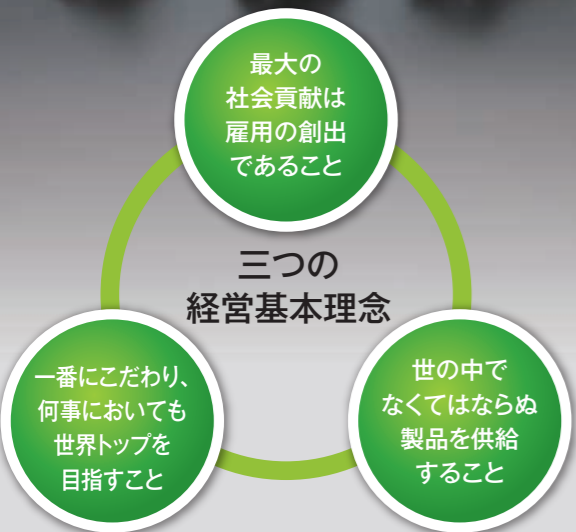 最大の
社会貢献は
雇用の創出
であること
三つの
経営基本理念
一番にこだわり、
何事においても
世界トップを
目指すこと
世の中で
なくてはならぬ
製品を供給
すること